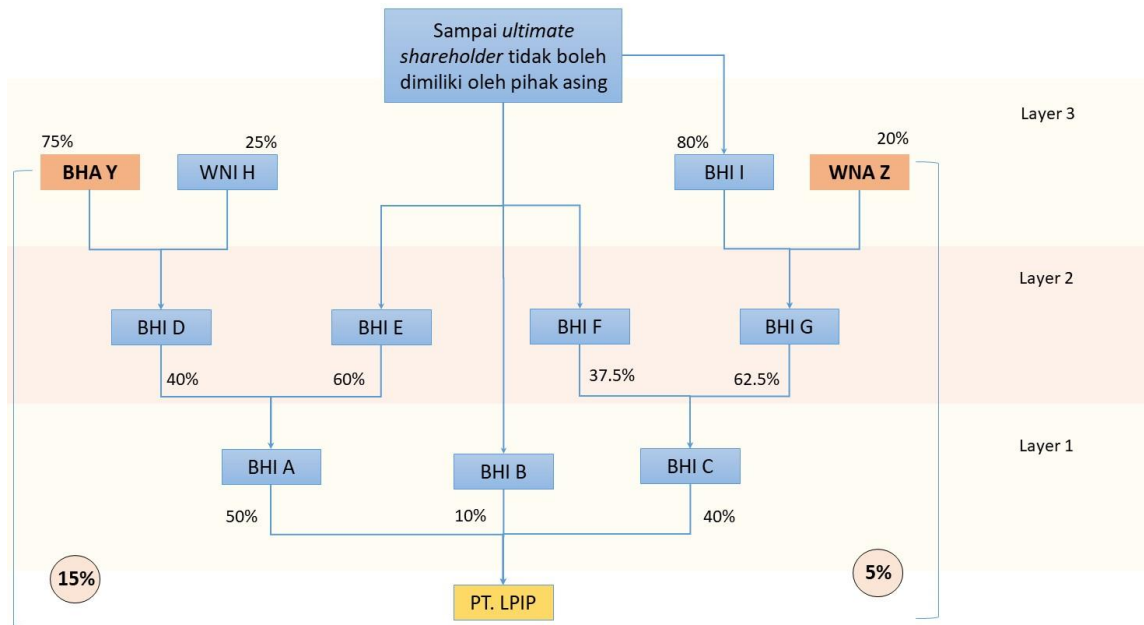 Sampai ultimate
shareholder tidak boleh
dimiliki oleh pihak asing
Layer 3
75%
25%
80%
20%
BHA Y
WNI H
BHI I
WNA Z
Layer 2
BHI D
BHI E
BHI F
BHI G
40%
60%
37.5%
62.5%
Layer 1
BHI A
BHI B
BHI C
50%
10%
40%
15%
5%
PT. LPIP